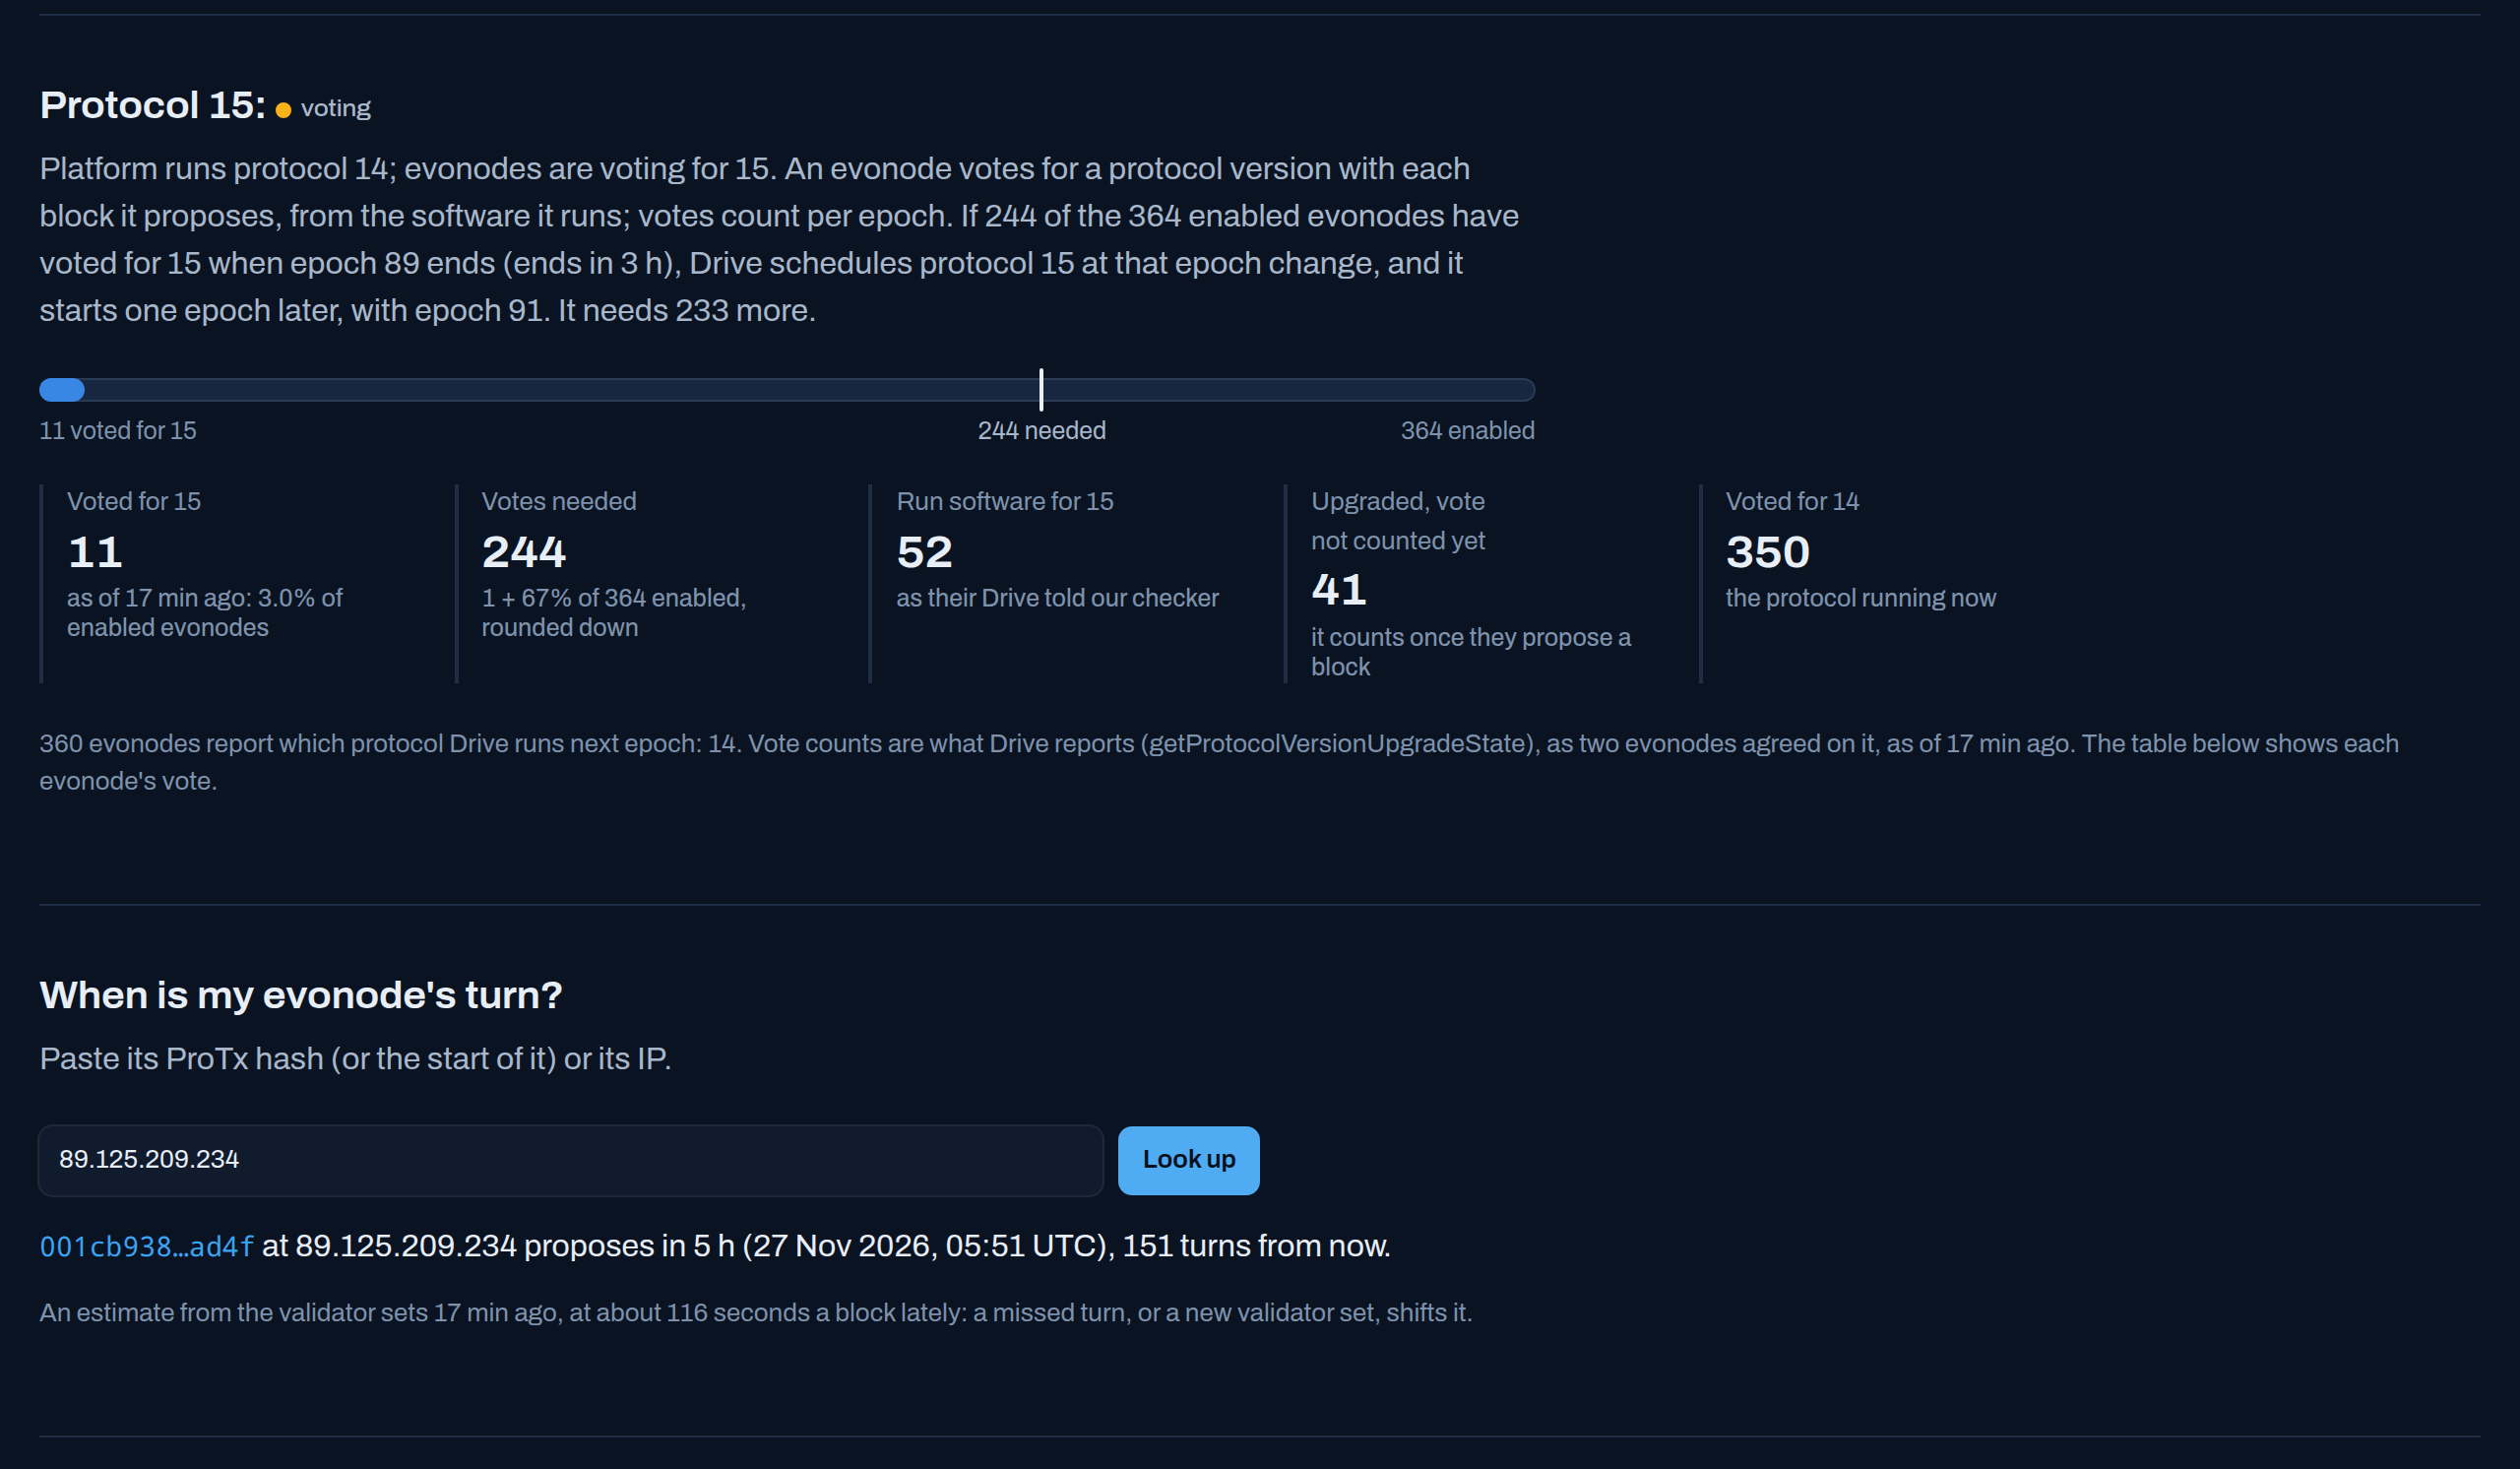 Protocol 15: voting
Platform runs protocol 14; evonodes are voting for 15. An evonode votes for a protocol version with each
block it proposes, from the software it runs; votes count per epoch. If 244 of the 364 enabled evonodes have
voted for 15 when epoch 89 ends (ends in 3 h), Drive schedules protocol 15 at that epoch change, and it
starts one epoch later, with epoch 91. It needs 233 more.
11 voted for 15
244 needed
364 enabled
Voted for 15
11
as of 17 min ago: 3.0% of
enabled evonodes
Votes needed
244
1 + 67% of 364 enabled,
rounded down
Run software for 15
52
as their Drive told our checker
Upgraded, vote
not counted yet
41
it counts once they propose a
block
Voted for 14
350
the protocol running now
360 evonodes report which protocol Drive runs next epoch: 14. Vote counts are what Drive reports (getProtocolVersionUpgradeState), as two evonodes agreed on it, as of 17 min ago. The table below shows each
evonode's vote.
When is my evonode's turn?
Paste its ProTx hash (or the start of it) or its IP.
89.125.209.234
Look up
001cb938…ad4f at 89.125.209.234 proposes in 5 h (27 Nov 2026, 05:51 UTC), 151 turns from now.
An estimate from the validator sets 17 min ago, at about 116 seconds a block lately: a missed turn, or a new validator set, shifts it.